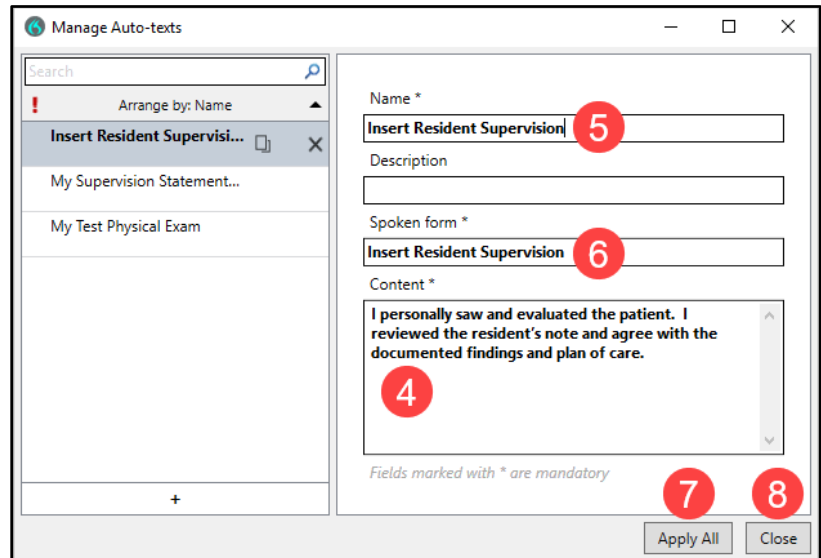 Manage Auto-texts
Search
! Arrange by: Name
Insert Resident Supervisi...
My Supervision Statement...
My Test Physical Exam
+
Name *
Insert Resident Supervision 5
Description
Spoken form *
Insert Resident Supervision 6
Content *
I personally saw and evaluated the patient.  I
reviewed the resident's note and agree with the
documented findings and plan of care.
4
Fields marked with * are mandatory
7 8
Apply All Close